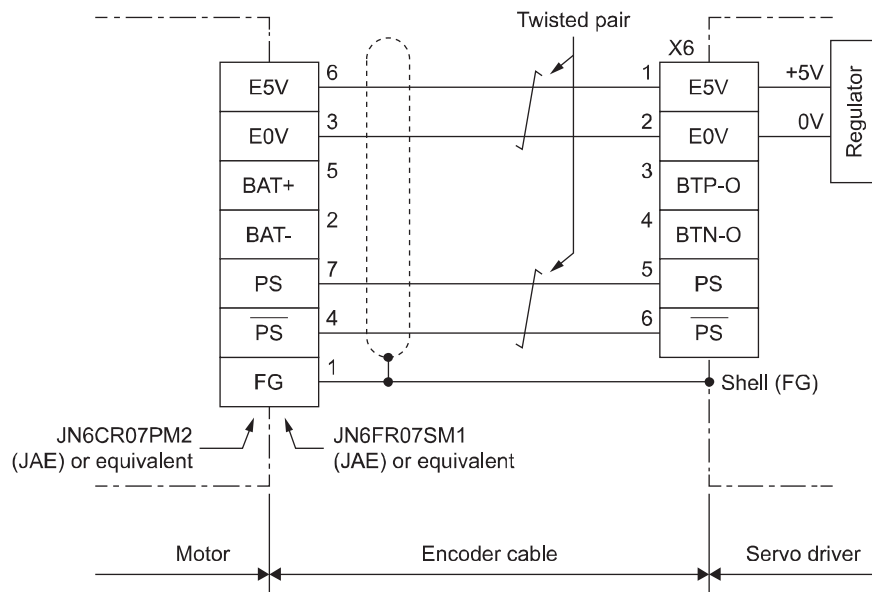 Twisted pair
X6
E5V 6 1 E5V +5V
E0V 3 2 E0V 0V
Regulator
BAT+ 5 3 BTP-O
BAT- 2 4 BTN-O
PS 7 5 PS
P̅S̅ 4 6 P̅S̅
FG 1 Shell (FG)
JN6CR07PM2
(JAE) or equivalent
JN6FR07SM1
(JAE) or equivalent
Motor Encoder cable Servo driver